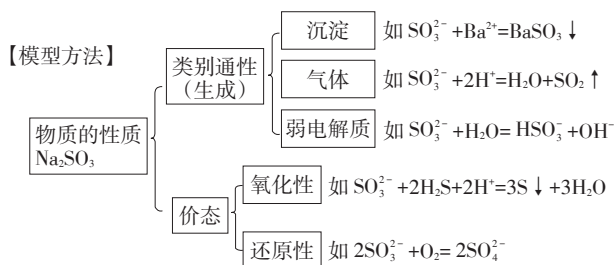 【模型方法】
物质的性质
Na₂SO₃
类别通性
（生成）
沉淀 如 SO₃²⁻+Ba²⁺=BaSO₃↓
气体 如 SO₃²⁻+2H⁺=H₂O+SO₂↑
弱电解质 如 SO₃²⁻+H₂O=HSO₃⁻+OH⁻
价态
氧化性 如 SO₃²⁻+2H₂S+2H⁺=3S↓+3H₂O
还原性 如 2SO₃²⁻+O₂=2SO₄²⁻